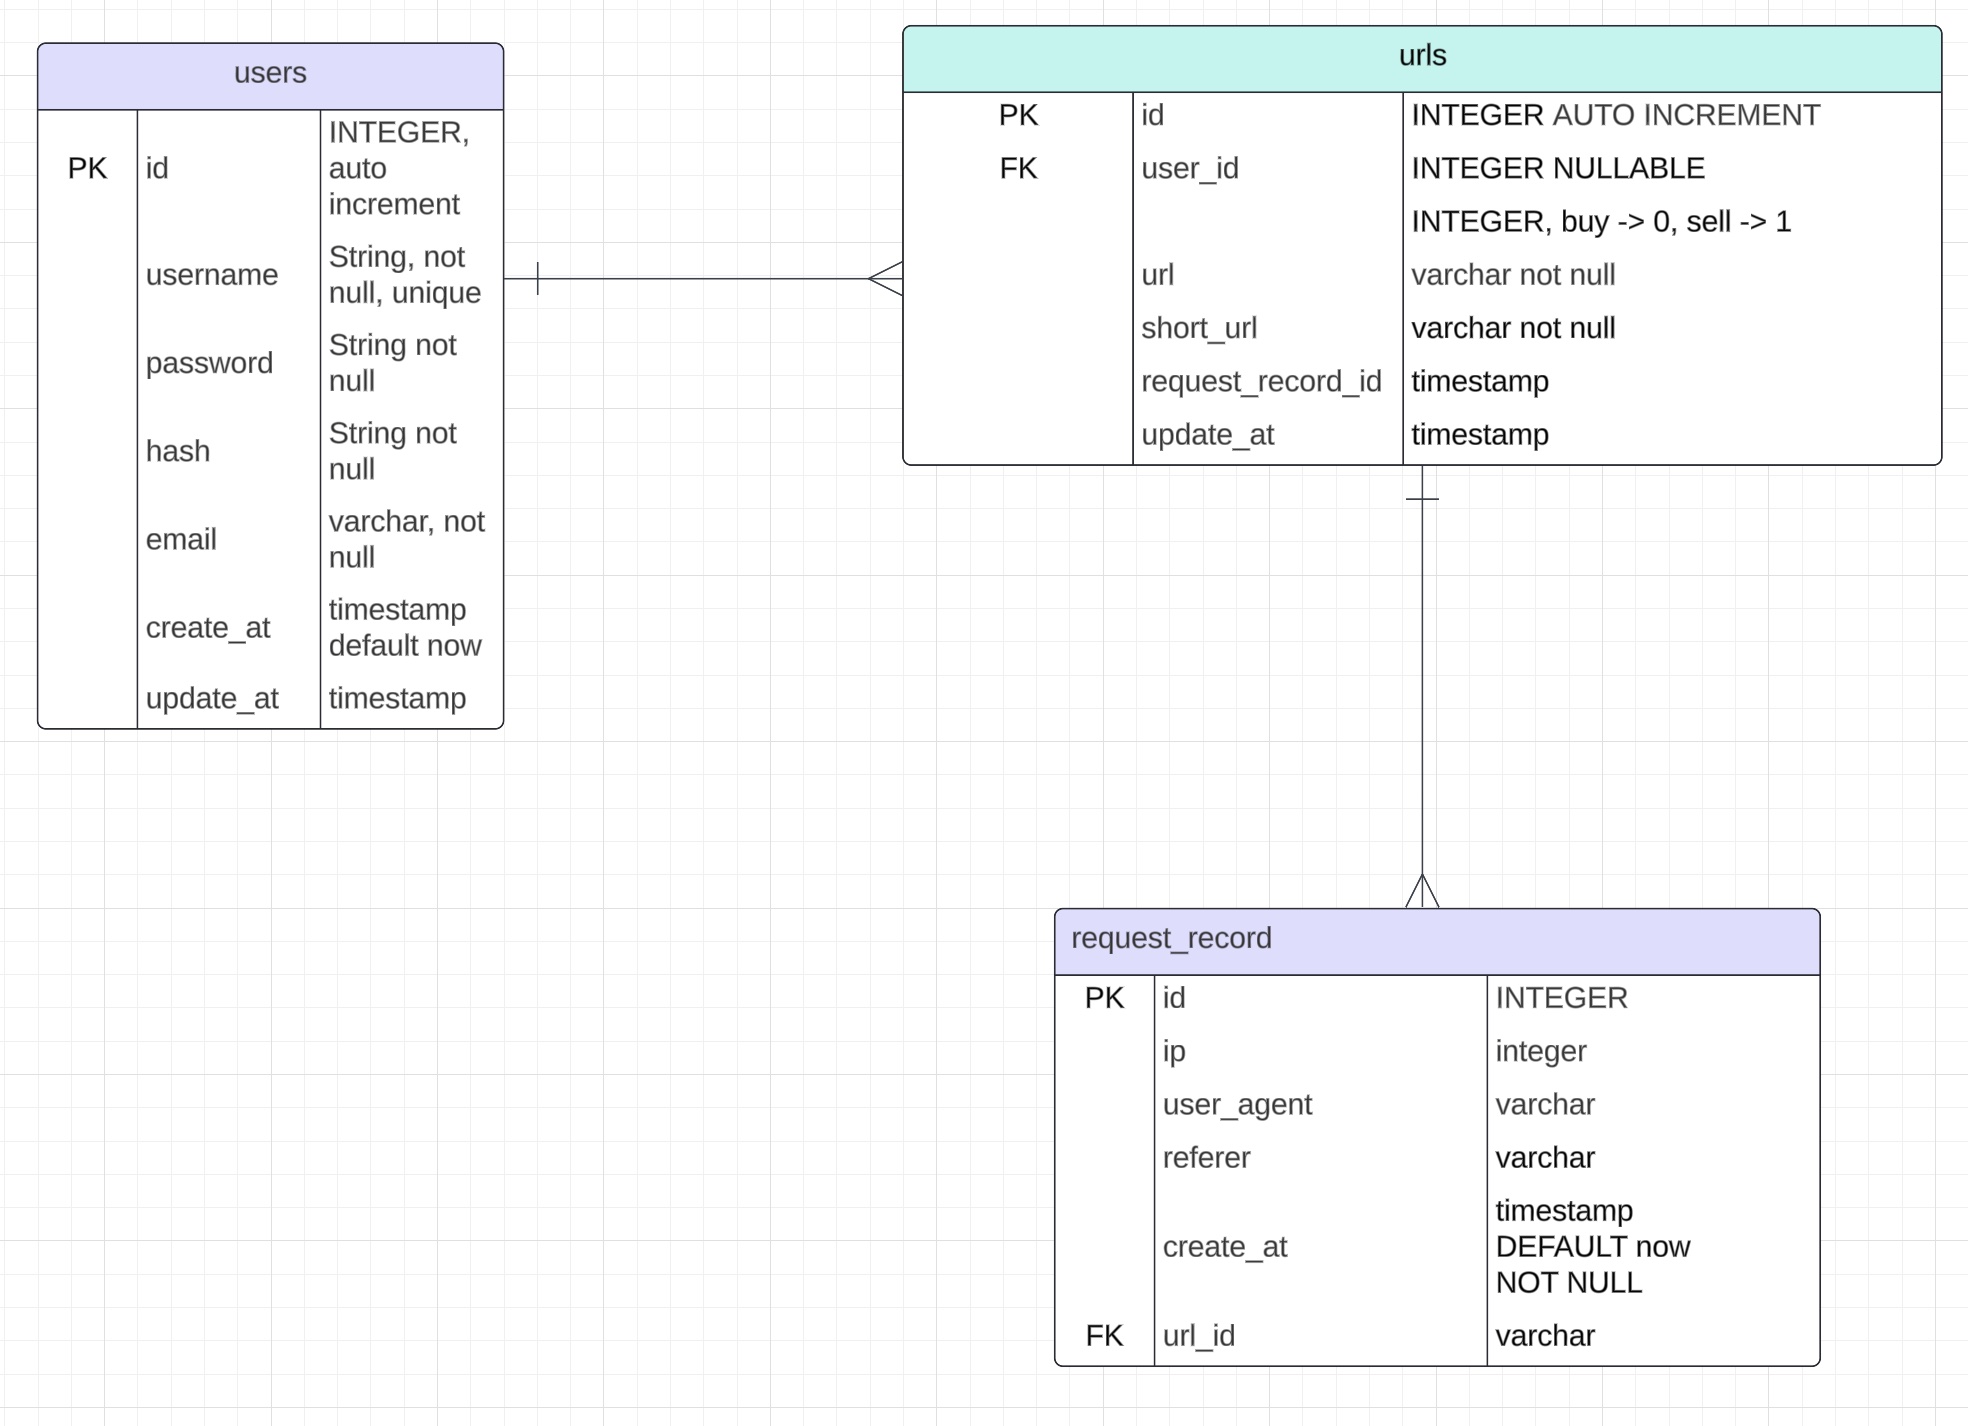 users
PK id INTEGER,
auto
increment
username String, not
null, unique
password String not
null
hash String not
null
email varchar, not
null
create_at timestamp
default now
update_at timestamp
urls
PK id INTEGER AUTO INCREMENT
FK user_id INTEGER NULLABLE
INTEGER, buy -> 0, sell -> 1
url varchar not null
short_url varchar not null
request_record_id timestamp
update_at timestamp
request_record
PK id INTEGER
ip integer
user_agent varchar
referer varchar
create_at timestamp
DEFAULT now
NOT NULL
FK url_id varchar